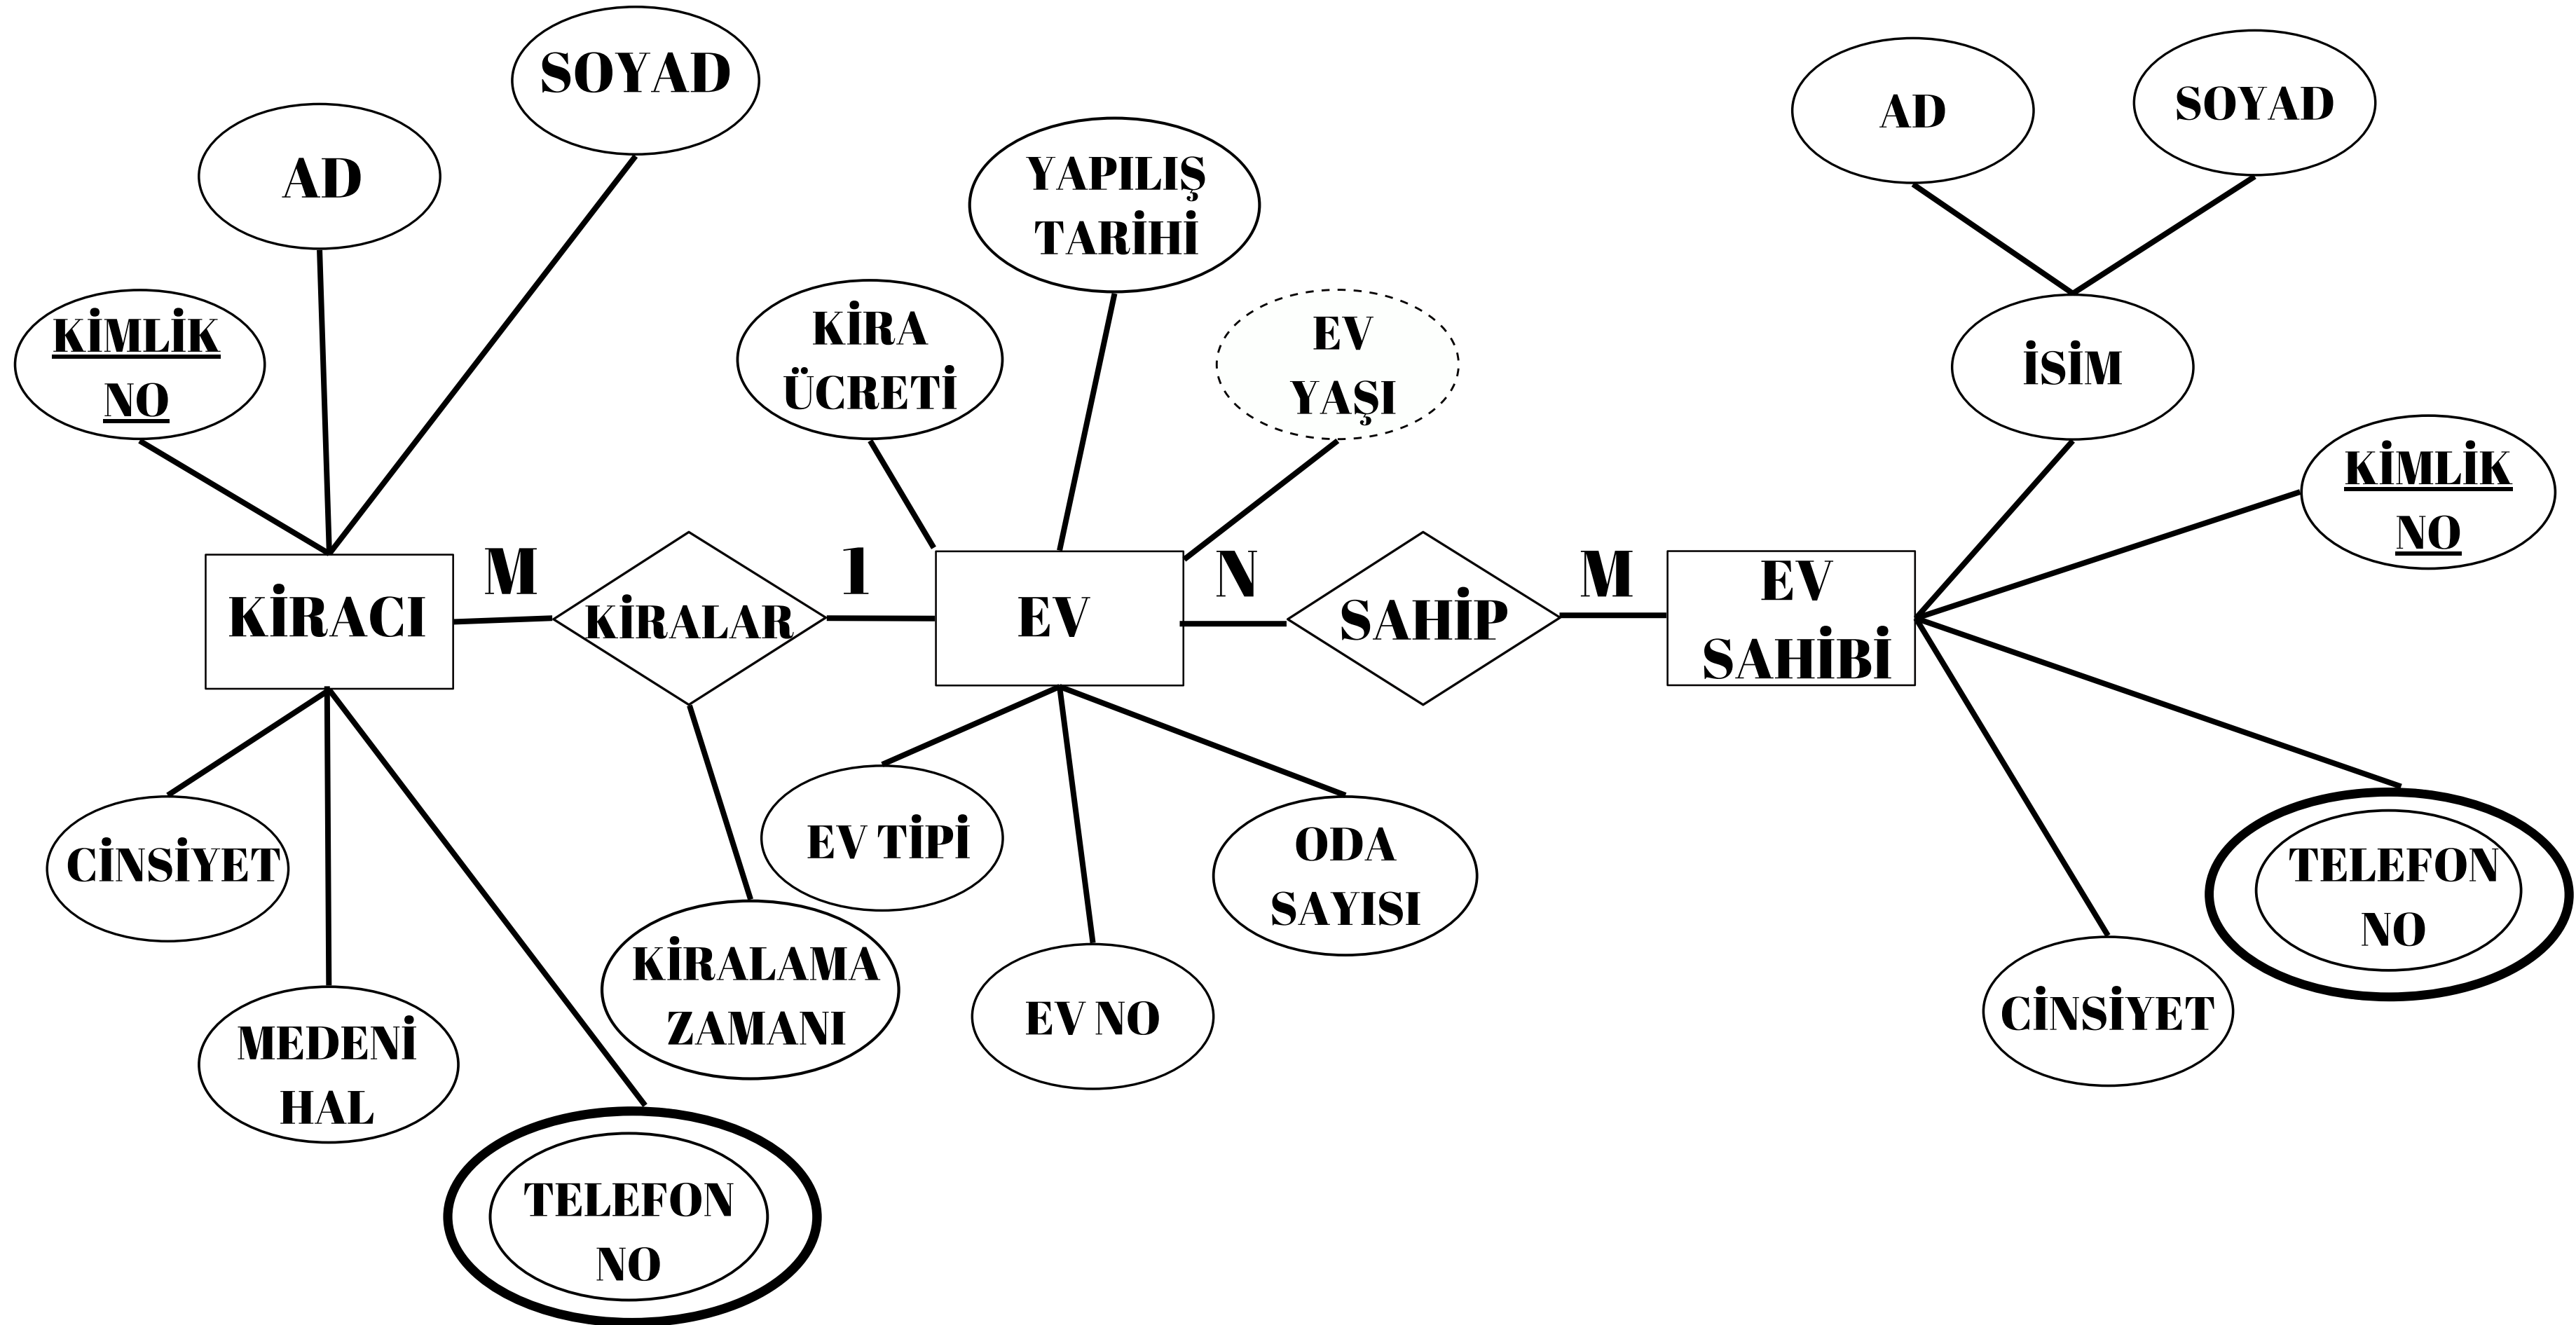 SOYAD
AD
KİMLİK
NO
YAPILIŞ
TARİHİ
KİRA
ÜCRETİ
EV
YAŞI
AD
SOYAD
İSİM
KİMLİK
NO
KİRACI
M
KİRALAR
1
EV
N
SAHİP
M
EV
SAHİBİ
CİNSİYET
MEDENİ
HAL
TELEFON
NO
KİRALAMA
ZAMANI
EV TİPİ
EV NO
ODA
SAYISI
CİNSİYET
TELEFON
NO